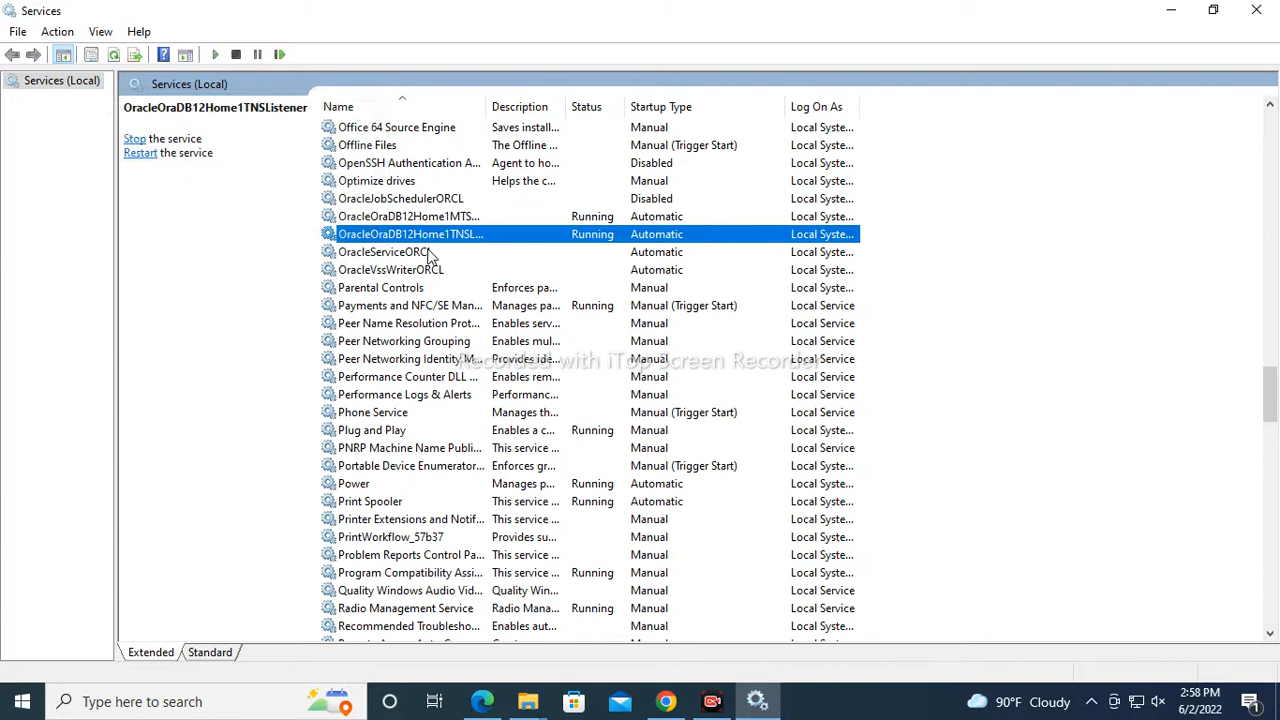 Services
File Action View Help
Services (Local)
Services (Local)
OracleOraDB12Home1TNSListener
Stop the service
Restart the service
Name Description Status Startup Type Log On As
Office 64 Source Engine Saves install... Manual Local Syste...
Offline Files The Offline ... Manual (Trigger Start) Local Syste...
OpenSSH Authentication A... Agent to ho... Disabled Local Syste...
Optimize drives Helps the c... Manual Local Syste...
OracleJobSchedulerORCL Disabled Local Syste...
OracleOraDB12Home1MTS... Running Automatic Local Syste...
OracleOraDB12Home1TNSL... Running Automatic Local Syste...
OracleServiceORCL Automatic Local Syste...
OracleVssWriterORCL Automatic Local Syste...
Parental Controls Enforces pa... Manual Local Syste...
Payments and NFC/SE Man... Manages pa... Running Manual (Trigger Start) Local Service
Peer Name Resolution Prot... Enables serv... Manual Local Service
Peer Networking Grouping Enables mul... Manual Local Service
Peer Networking Identity M... Provides ide... Manual Local Service
Recorded with iTop Screen Recorder
Performance Counter DLL ... Enables rem... Manual Local Service
Performance Logs & Alerts Performanc... Manual Local Service
Phone Service Manages th... Manual (Trigger Start) Local Service
Plug and Play Enables a c... Running Manual Local Syste...
PNRP Machine Name Publi... This service ... Manual Local Service
Portable Device Enumerator... Enforces gr... Manual (Trigger Start) Local Syste...
Power Manages p... Running Automatic Local Syste...
Print Spooler This service ... Running Automatic Local Syste...
Printer Extensions and Notif... This service ... Manual Local Syste...
PrintWorkflow_57b37 Provides su... Manual Local Syste...
Problem Reports Control Pa... This service ... Manual Local Syste...
Program Compatibility Assi... This service ... Running Manual Local Syste...
Quality Windows Audio Vid... Quality Win... Manual Local Service
Radio Management Service Radio Mana... Running Manual Local Service
Recommended Troublesho... Enables aut... Manual Local Syste...
Extended Standard
Type here to search
90°F Cloudy
2:58 PM
6/2/2022
1